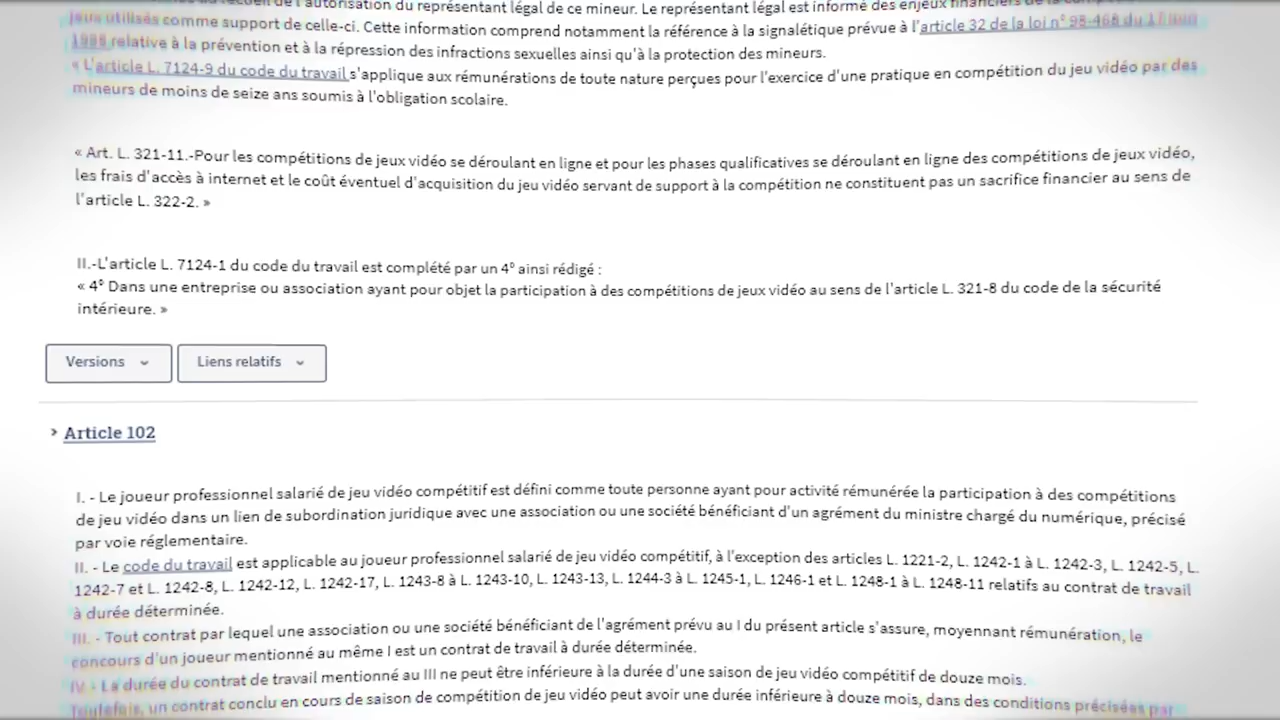 de l'autorisation du représentant légal de ce mineur. Le représentant légal est informé des enjeux financiers de la
jeux utilisés comme support de celle-ci. Cette information comprend notamment la référence à la signalétique prévue à l'article 32 de la loi n° 98-468 du 17 juin
1998 relative à la prévention et à la répression des infractions sexuelles ainsi qu'à la protection des mineurs.
« L'article L. 7124-9 du code du travail s'applique aux rémunérations de toute nature perçues pour l'exercice d'une pratique en compétition du jeu vidéo par des
mineurs de moins de seize ans soumis à l'obligation scolaire.
« Art. L. 321-11.-Pour les compétitions de jeux vidéo se déroulant en ligne et pour les phases qualificatives se déroulant en ligne des compétitions de jeux vidéo,
les frais d'accès à internet et le coût éventuel d'acquisition du jeu vidéo servant de support à la compétition ne constituent pas un sacrifice financier au sens de
l'article L. 322-2. »
II.-L'article L. 7124-1 du code du travail est complété par un 4° ainsi rédigé :
« 4° Dans une entreprise ou association ayant pour objet la participation à des compétitions de jeux vidéo au sens de l'article L. 321-8 du code de la sécurité
intérieure. »
Versions
Liens relatifs
Article 102
I. - Le joueur professionnel salarié de jeu vidéo compétitif est défini comme toute personne ayant pour activité rémunérée la participation à des compétitions
de jeu vidéo dans un lien de subordination juridique avec une association ou une société bénéficiant d'un agrément du ministre chargé du numérique, précisé
par voie réglementaire.
II. - Le code du travail est applicable au joueur professionnel salarié de jeu vidéo compétitif, à l'exception des articles L. 1221-2, L. 1242-1 à L. 1242-3, L. 1242-5, L.
1242-7 et L. 1242-8, L. 1242-12, L. 1242-17, L. 1243-8 à L. 1243-10, L. 1243-13, L. 1244-3 à L. 1245-1, L. 1246-1 et L. 1248-1 à L. 1248-11 relatifs au contrat de travail
à durée déterminée.
III. - Tout contrat par lequel une association ou une société bénéficiant de l'agrément prévu au I du présent article s'assure, moyennant rémunération, le
concours d'un joueur mentionné au même I est un contrat de travail à durée déterminée.
IV. - La durée du contrat de travail mentionné au III ne peut être inférieure à la durée d'une saison de jeu vidéo compétitif de douze mois.
Toutefois, un contrat conclu en cours de saison de compétition de jeu vidéo peut avoir une durée inférieure à douze mois, dans des conditions précisées par